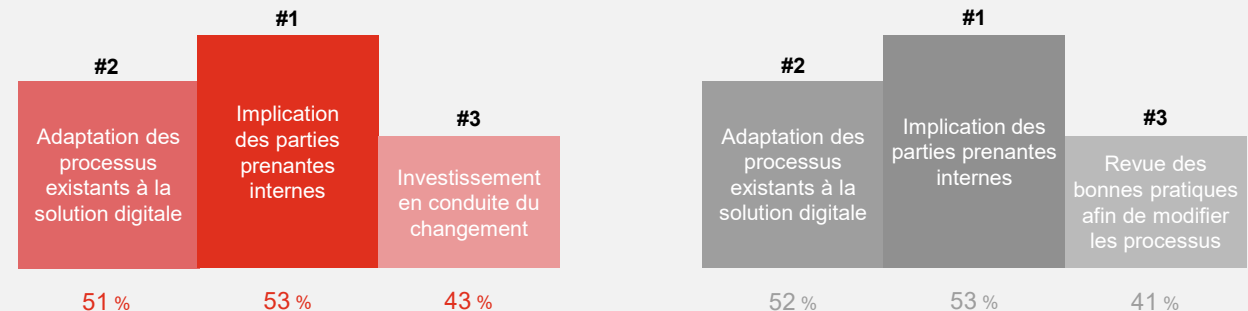 #1
#2
#3
Adaptation des
processus
existants à la
solution digitale
Implication
des parties
prenantes
internes
Investissement
en conduite du
changement
51 %
53 %
43 %
#1
#2
#3
Adaptation des
processus
existants à la
solution digitale
Implication des
parties prenantes
internes
Revue des
bonnes pratiques
afin de modifier
les processus
52 %
53 %
41 %